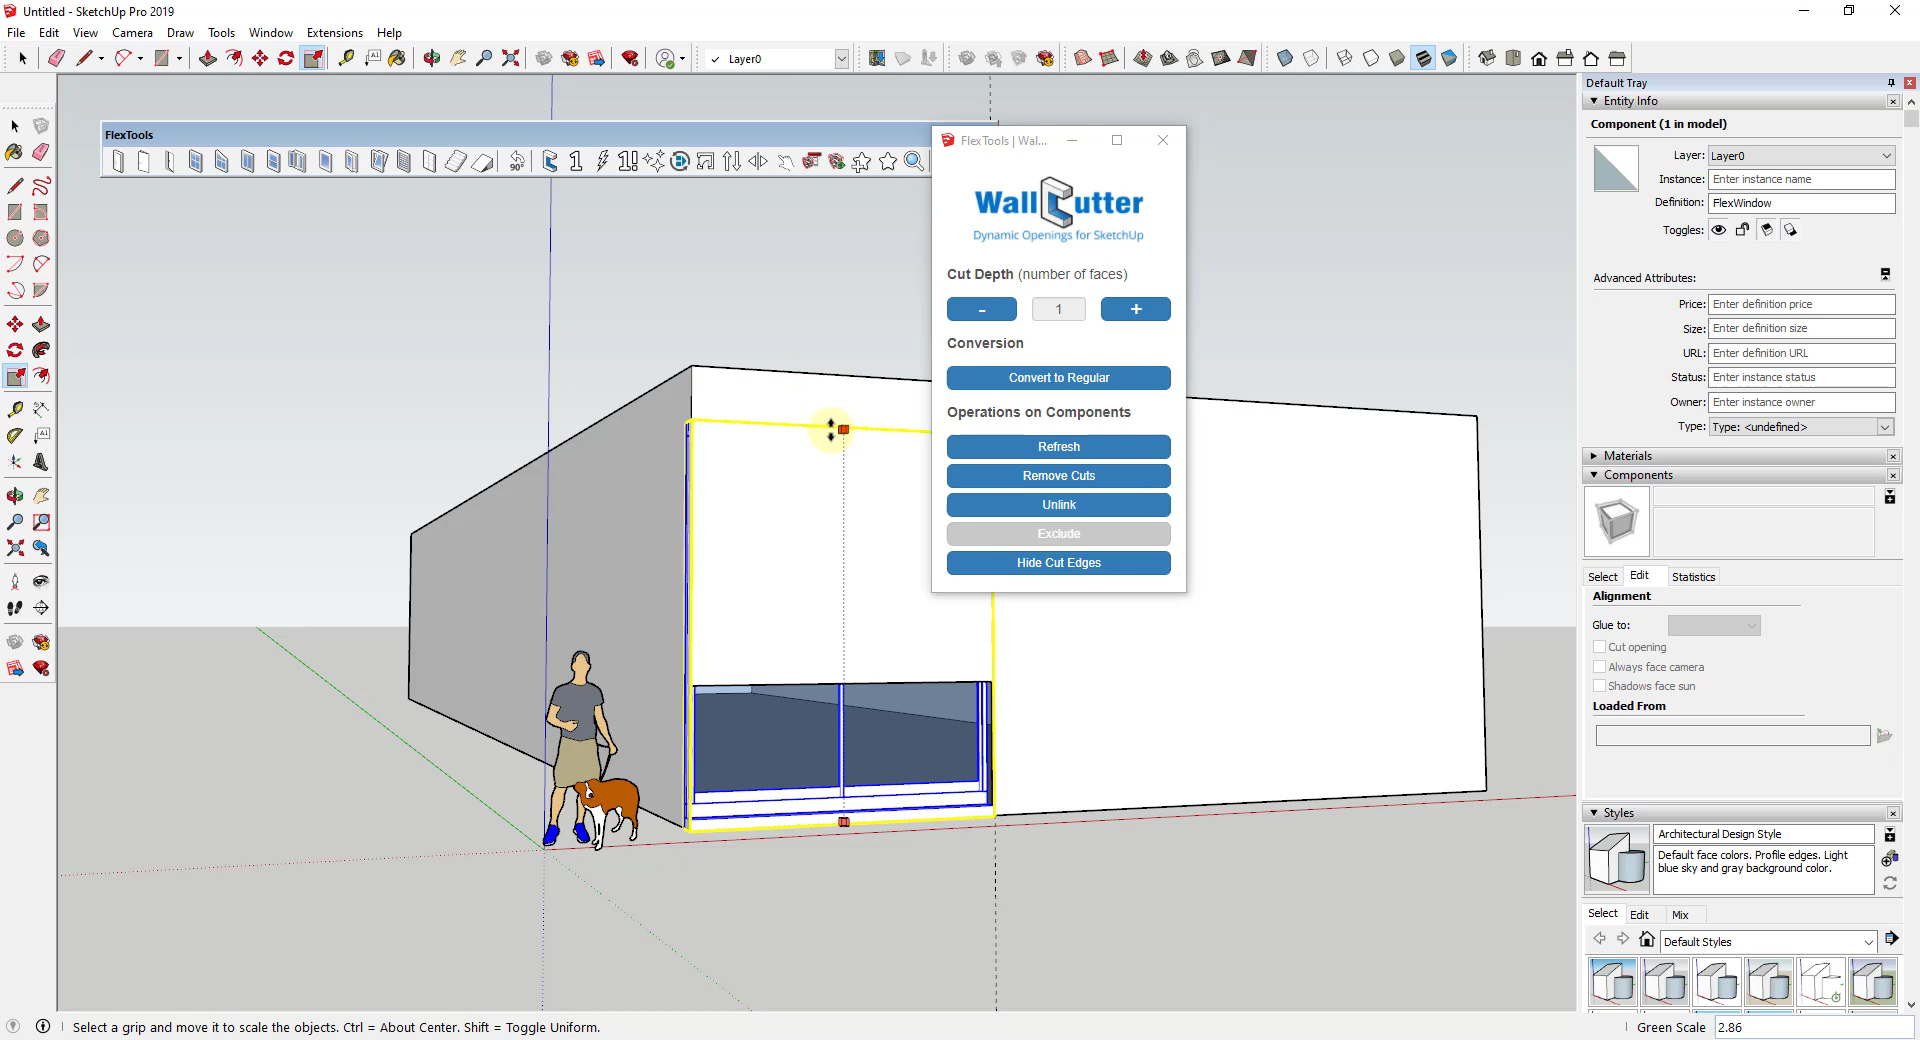 Untitled - SketchUp Pro 2019
File Edit View Camera Draw Tools Window Extensions Help
Layer0
Default Tray
Entity Info
Component (1 in model)
Layer: Layer0
Instance: Enter instance name
Definition: FlexWindow
Toggles:
Advanced Attributes:
Price: Enter definition price
Size: Enter definition size
URL: Enter definition URL
Status: Enter instance status
Owner: Enter instance owner
Type: Type: <undefined>
Materials
Components
Select Edit Statistics
Alignment
Glue to:
Cut opening
Always face camera
Shadows face sun
Loaded From
Styles
Architectural Design Style
Default face colors. Profile edges. Light
blue sky and gray background color.
Select Edit Mix
Default Styles
FlexTools
90°
1
1!
FlexTools | Wal...
Wall Cutter
Dynamic Openings for SketchUp
Cut Depth (number of faces)
- 1 +
Conversion
Convert to Regular
Operations on Components
Refresh
Remove Cuts
Unlink
Exclude
Hide Cut Edges
Select a grip and move it to scale the objects. Ctrl = About Center. Shift = Toggle Uniform.
Green Scale 2.86